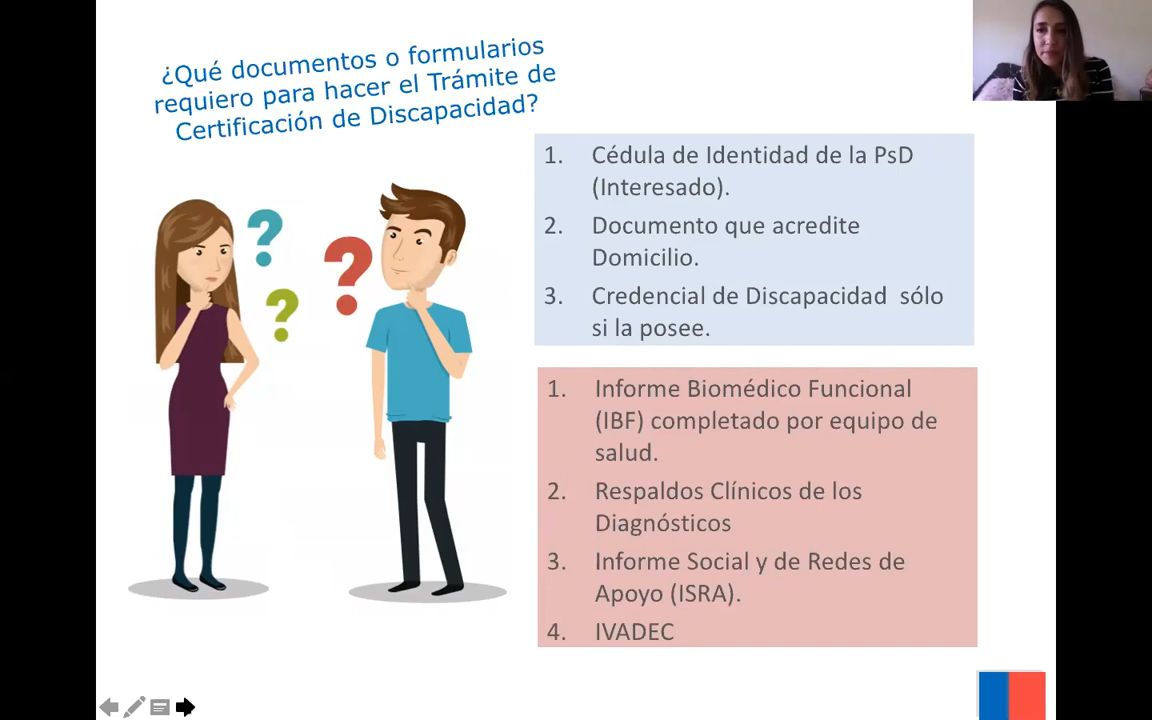 ¿Qué documentos o formularios
requiero para hacer el Trámite de
Certificación de Discapacidad?
1. Cédula de Identidad de la PsD
(Interesado).
2. Documento que acredite
Domicilio.
3. Credencial de Discapacidad sólo
si la posee.
1. Informe Biomédico Funcional
(IBF) completado por equipo de
salud.
2. Respaldos Clínicos de los
Diagnósticos
3. Informe Social y de Redes de
Apoyo (ISRA).
4. IVADEC
? ? ?